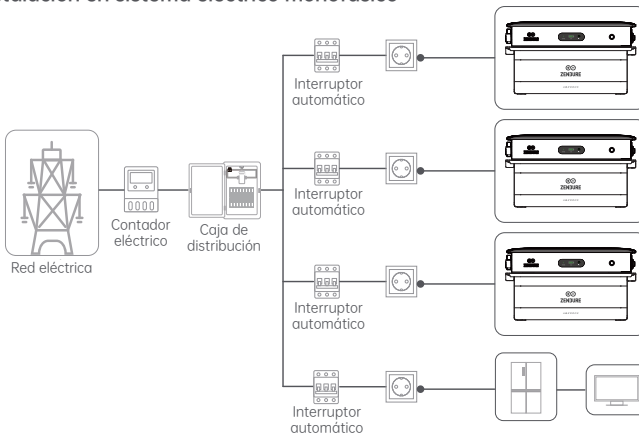 Interruptor
automático
ZENDURE
Interruptor
automático
ZENDURE
Contador
eléctrico
Caja de
distribución
Red eléctrica
Interruptor
automático
ZENDURE
Interruptor
automático